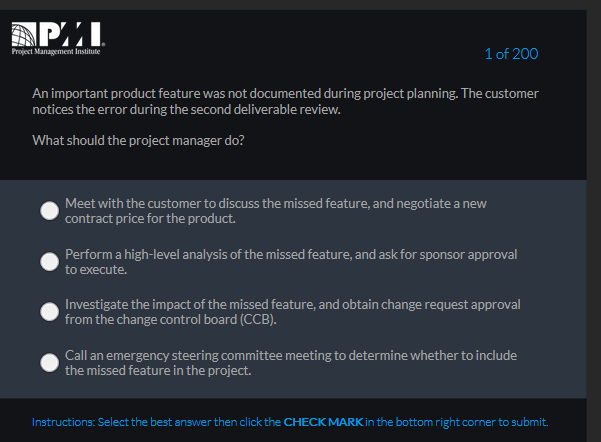 PMI
Project Management Institute
1 of 200
An important product feature was not documented during project planning. The customer
notices the error during the second deliverable review.
What should the project manager do?
Meet with the customer to discuss the missed feature, and negotiate a new
contract price for the product.
Perform a high-level analysis of the missed feature, and ask for sponsor approval
to execute.
Investigate the impact of the missed feature, and obtain change request approval
from the change control board (CCB).
Call an emergency steering committee meeting to determine whether to include
the missed feature in the project.
Instructions: Select the best answer then click the CHECK MARK in the bottom right corner to submit.